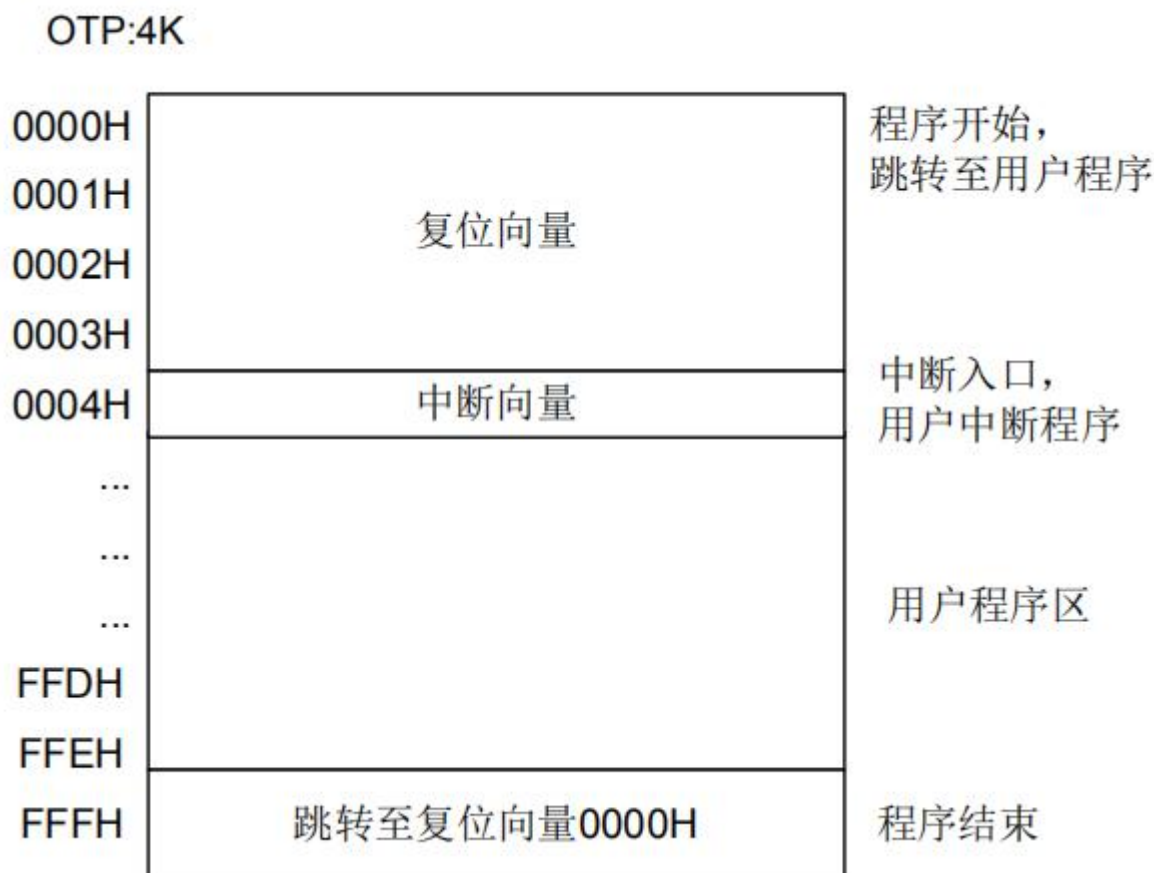 OTP:4K
0000H
程序开始，
跳转至用户程序
0001H
复位向量
0002H
0003H
中断入口，
0004H
中断向量
用户中断程序
...
...
...
用户程序区
FFDH
FFEH
FFFH
跳转至复位向量0000H
程序结束